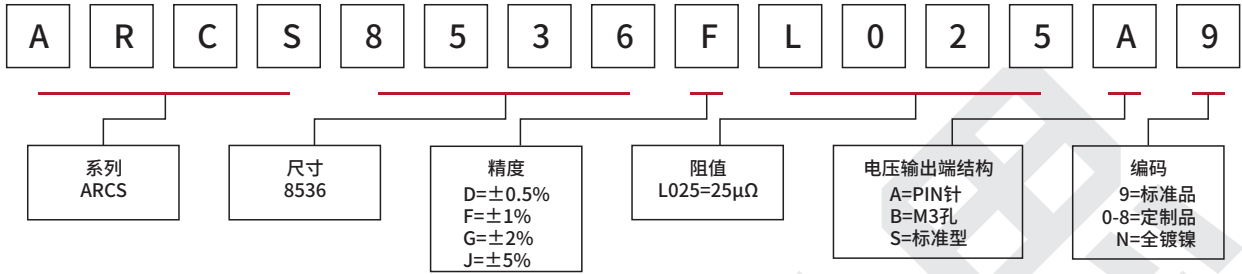 A R C S 8 5 3 6 F L 0 2 5 A 9
系列
ARCS
尺寸
8536
精度
D=±0.5%
F=±1%
G=±2%
J=±5%
阻值
L025=25μΩ
电压输出端结构
A=PIN针
B=M3孔
S=标准型
编码
9=标准品
0-8=定制品
N=全镀镍